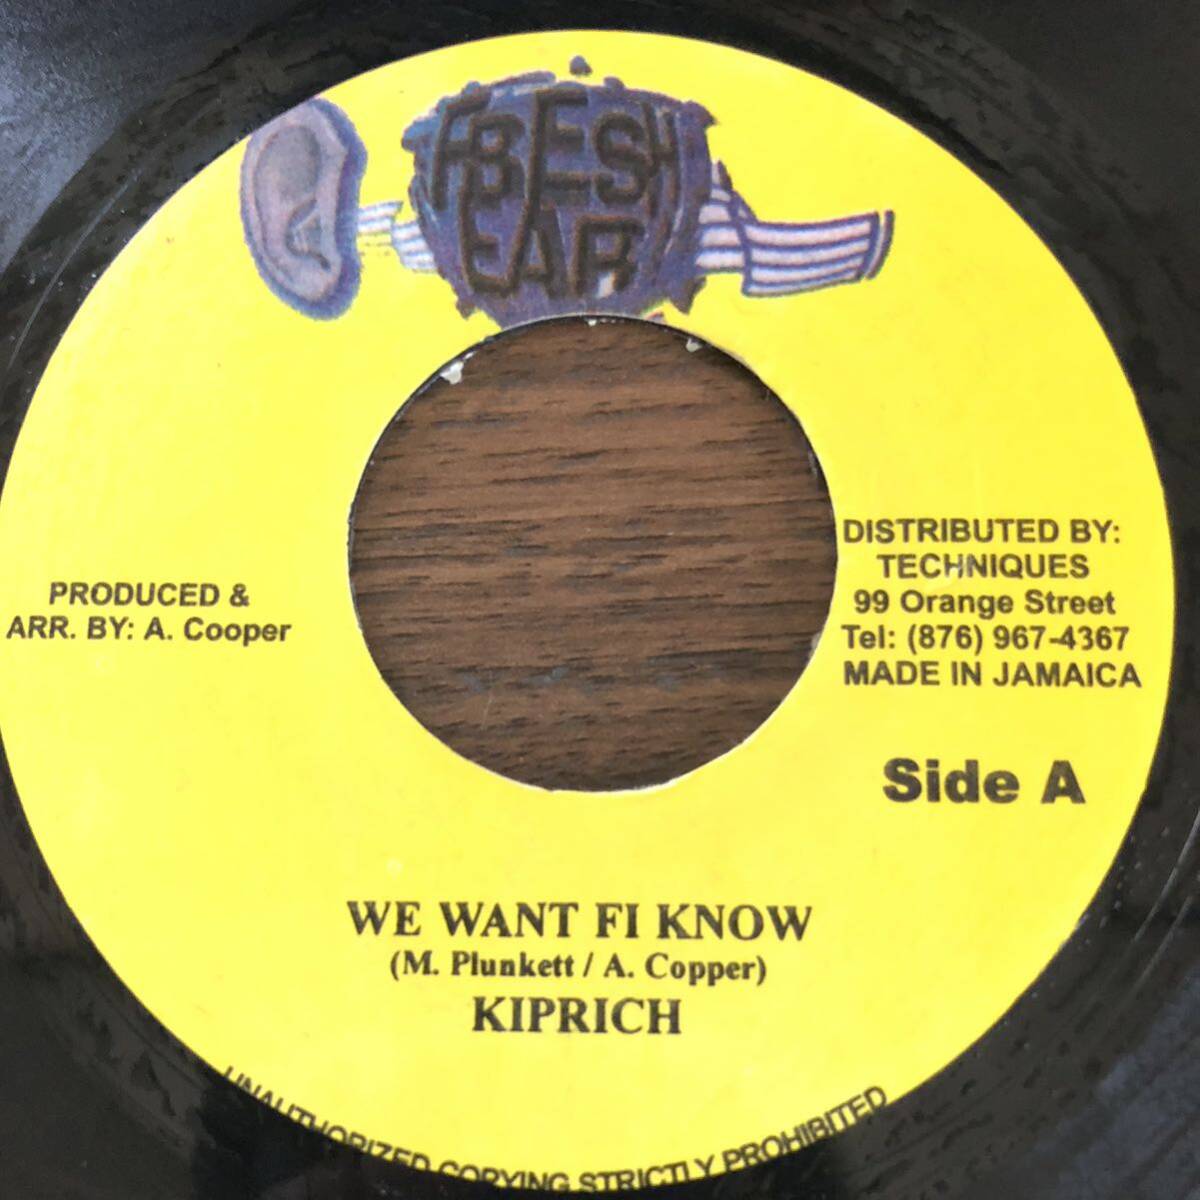 FRESH
EAR
PRODUCED &
ARR. BY: A. Cooper
DISTRIBUTED BY:
TECHNIQUES
99 Orange Street
Tel: (876) 967-4367
MADE IN JAMAICA
Side A
WE WANT FI KNOW
(M. Plunkett / A. Copper)
KIPRICH
UNAUTHORIZED COPYING STRICTLY PROHIBITED